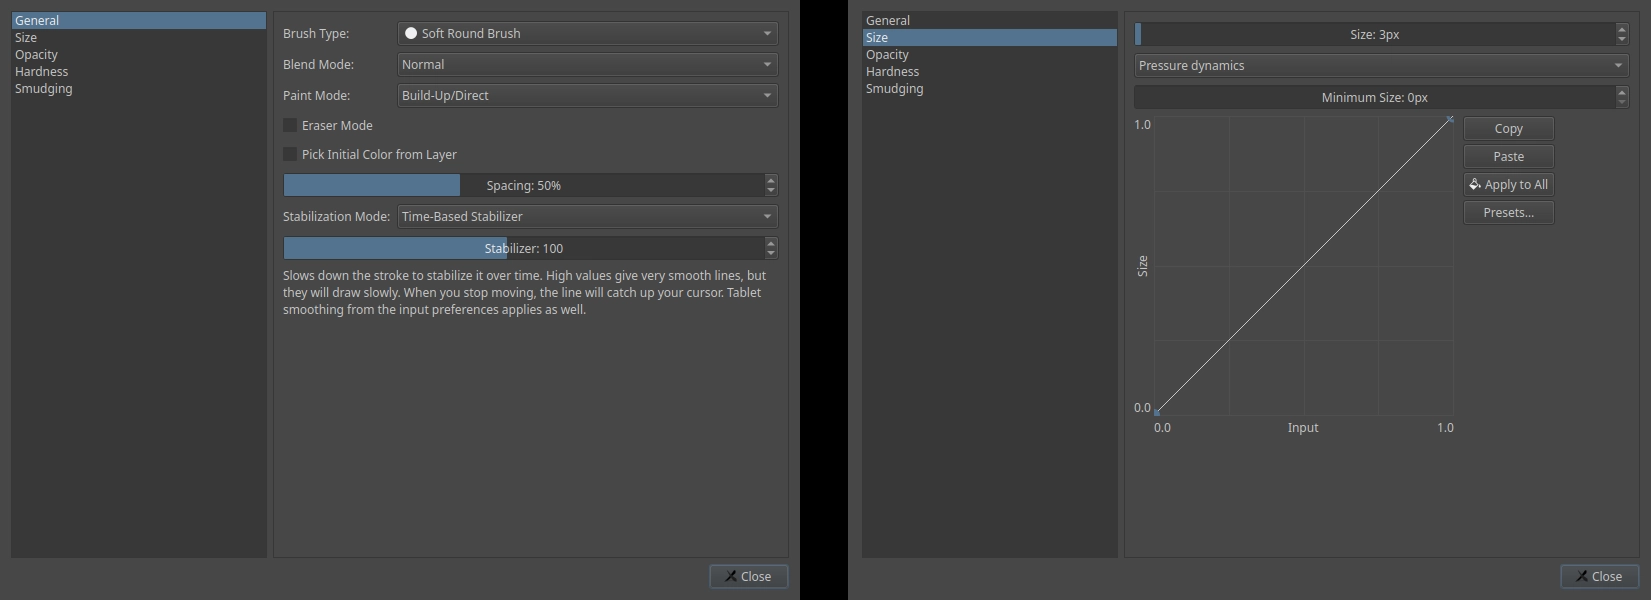 General
Size
Opacity
Hardness
Smudging
Brush Type: Soft Round Brush
Blend Mode: Normal
Paint Mode: Build-Up/Direct
Eraser Mode
Pick Initial Color from Layer
Spacing: 50%
Stabilization Mode: Time-Based Stabilizer
Stabilizer: 100
Slows down the stroke to stabilize it over time. High values give very smooth lines, but
they will draw slowly. When you stop moving, the line will catch up your cursor. Tablet
smoothing from the input preferences applies as well.
Close
General
Size
Opacity
Hardness
Smudging
Size: 3px
Pressure dynamics
Minimum Size: 0px
1.0
Size
0.0
0.0 Input 1.0
Copy
Paste
Apply to All
Presets...
Close